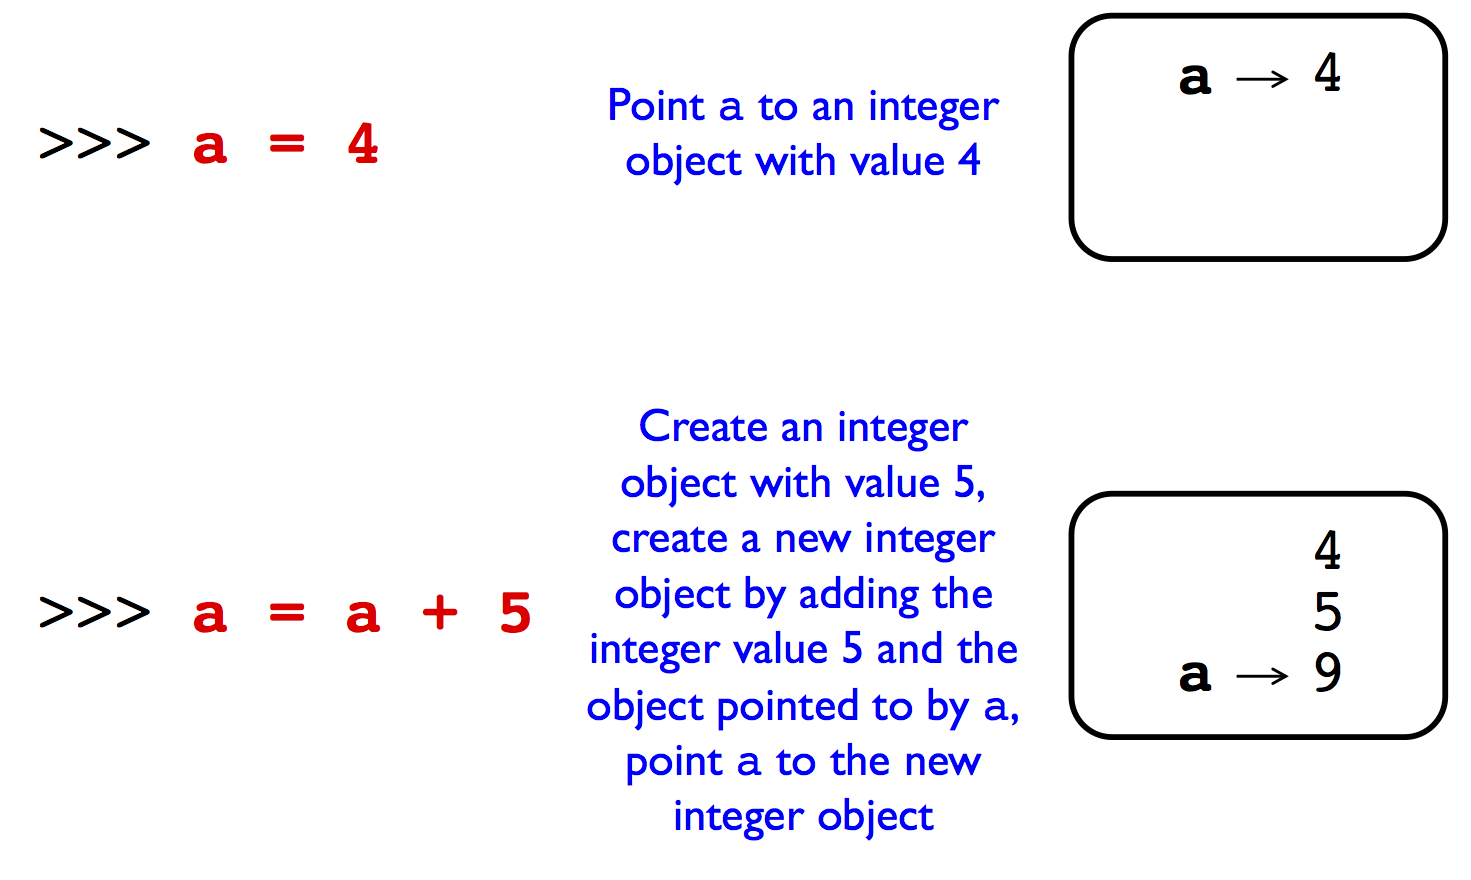 >>> a = 4
Point a to an integer
object with value 4
a → 4
>>> a = a + 5
Create an integer
object with value 5,
create a new integer
object by adding the
integer value 5 and the
object pointed to by a,
point a to the new
integer object
4
5
a → 9